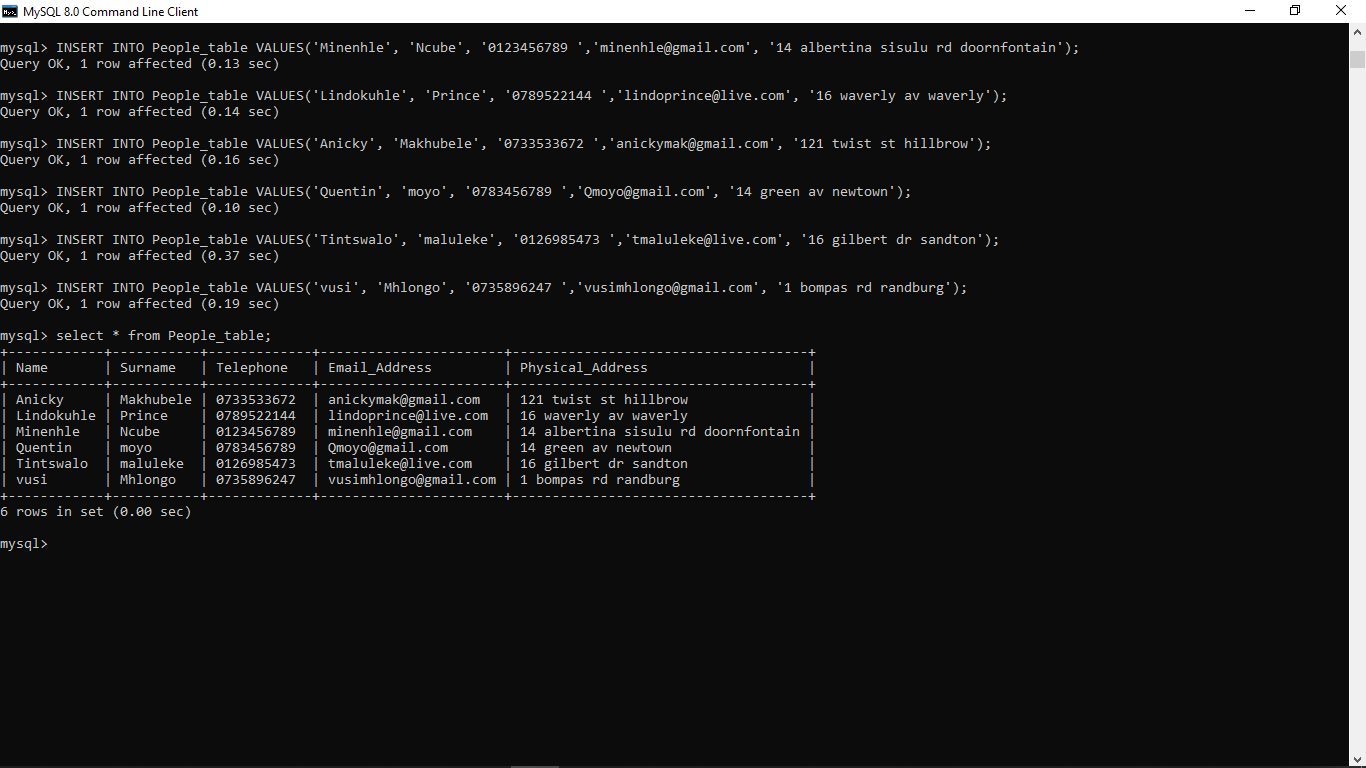 MySQL 8.0 Command Line Client
mysql> INSERT INTO People_table VALUES('Minenhle', 'Ncube', '0123456789 ','minenhle@gmail.com', '14 albertina sisulu rd doornfontain');
Query OK, 1 row affected (0.13 sec)
mysql> INSERT INTO People_table VALUES('Lindokuhle', 'Prince', '0789522144 ','lindoprince@live.com', '16 waverly av waverly');
Query OK, 1 row affected (0.14 sec)
mysql> INSERT INTO People_table VALUES('Anicky', 'Makhubele', '0733533672 ','anickymak@gmail.com', '121 twist st hillbrow');
Query OK, 1 row affected (0.16 sec)
mysql> INSERT INTO People_table VALUES('Quentin', 'moyo', '0783456789 ','Qmoyo@gmail.com', '14 green av newtown');
Query OK, 1 row affected (0.10 sec)
mysql> INSERT INTO People_table VALUES('Tintswalo', 'maluleke', '0126985473 ','tmaluleke@live.com', '16 gilbert dr sandton');
Query OK, 1 row affected (0.37 sec)
mysql> INSERT INTO People_table VALUES('vusi', 'Mhlongo', '0735896247 ','vusimhlongo@gmail.com', '1 bompas rd randburg');
Query OK, 1 row affected (0.19 sec)
mysql> select * from People_table;
+------------+-----------+-------------+-----------------------+-------------------------------------+
| Name       | Surname   | Telephone   | Email_Address         | Physical_Address                    |
+------------+-----------+-------------+-----------------------+-------------------------------------+
| Anicky     | Makhubele | 0733533672  | anickymak@gmail.com   | 121 twist st hillbrow               |
| Lindokuhle | Prince    | 0789522144  | lindoprince@live.com  | 16 waverly av waverly               |
| Minenhle   | Ncube     | 0123456789  | minenhle@gmail.com    | 14 albertina sisulu rd doornfontain |
| Quentin    | moyo      | 0783456789  | Qmoyo@gmail.com       | 14 green av newtown                 |
| Tintswalo  | maluleke  | 0126985473  | tmaluleke@live.com    | 16 gilbert dr sandton               |
| vusi       | Mhlongo   | 0735896247  | vusimhlongo@gmail.com | 1 bompas rd randburg                |
+------------+-----------+-------------+-----------------------+-------------------------------------+
6 rows in set (0.00 sec)
mysql>